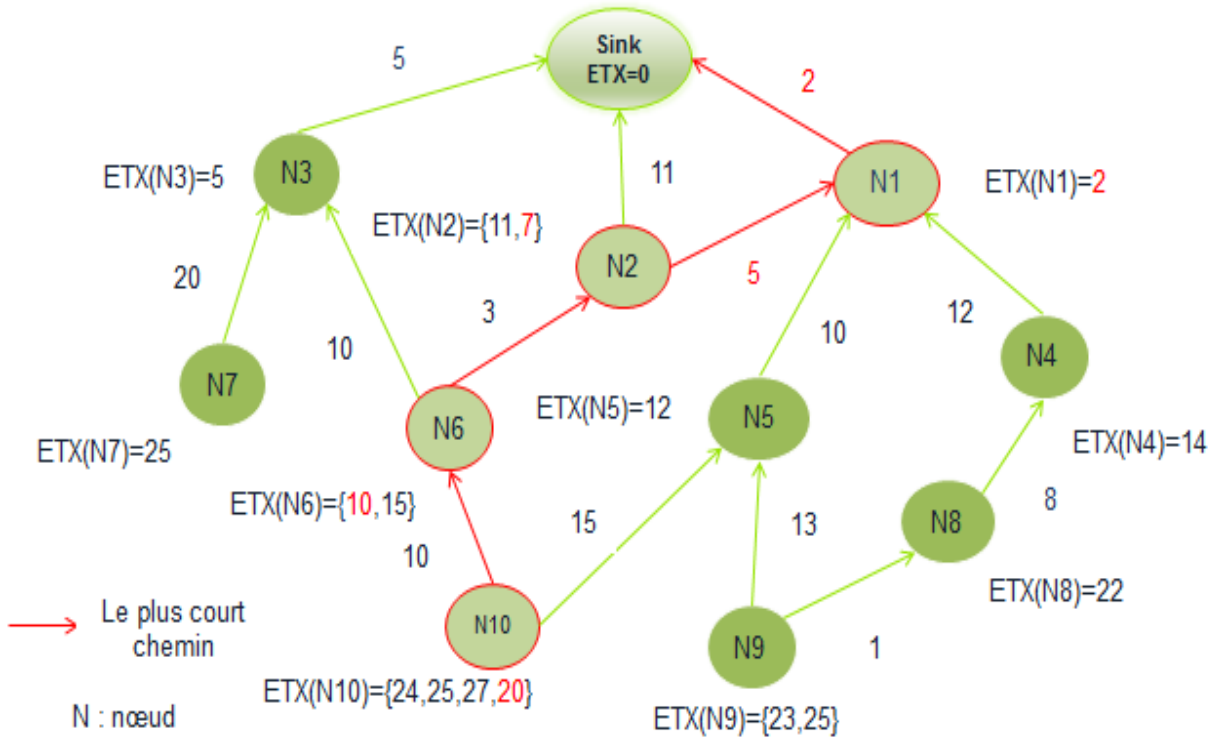 Sink
ETX=0
5
2
N3
N1
ETX(N3)=5
11
ETX(N1)=2
ETX(N2)={11,7}
N2
20
5
3
12
10
10
N4
N7
ETX(N5)=12
N5
N6
ETX(N4)=14
ETX(N7)=25
ETX(N6)={10,15}
15
13
8
N8
10
ETX(N8)=22
Le plus court
chemin
N10
N9
1
ETX(N10)={24,25,27,20}
N : nœud
ETX(N9)={23,25}